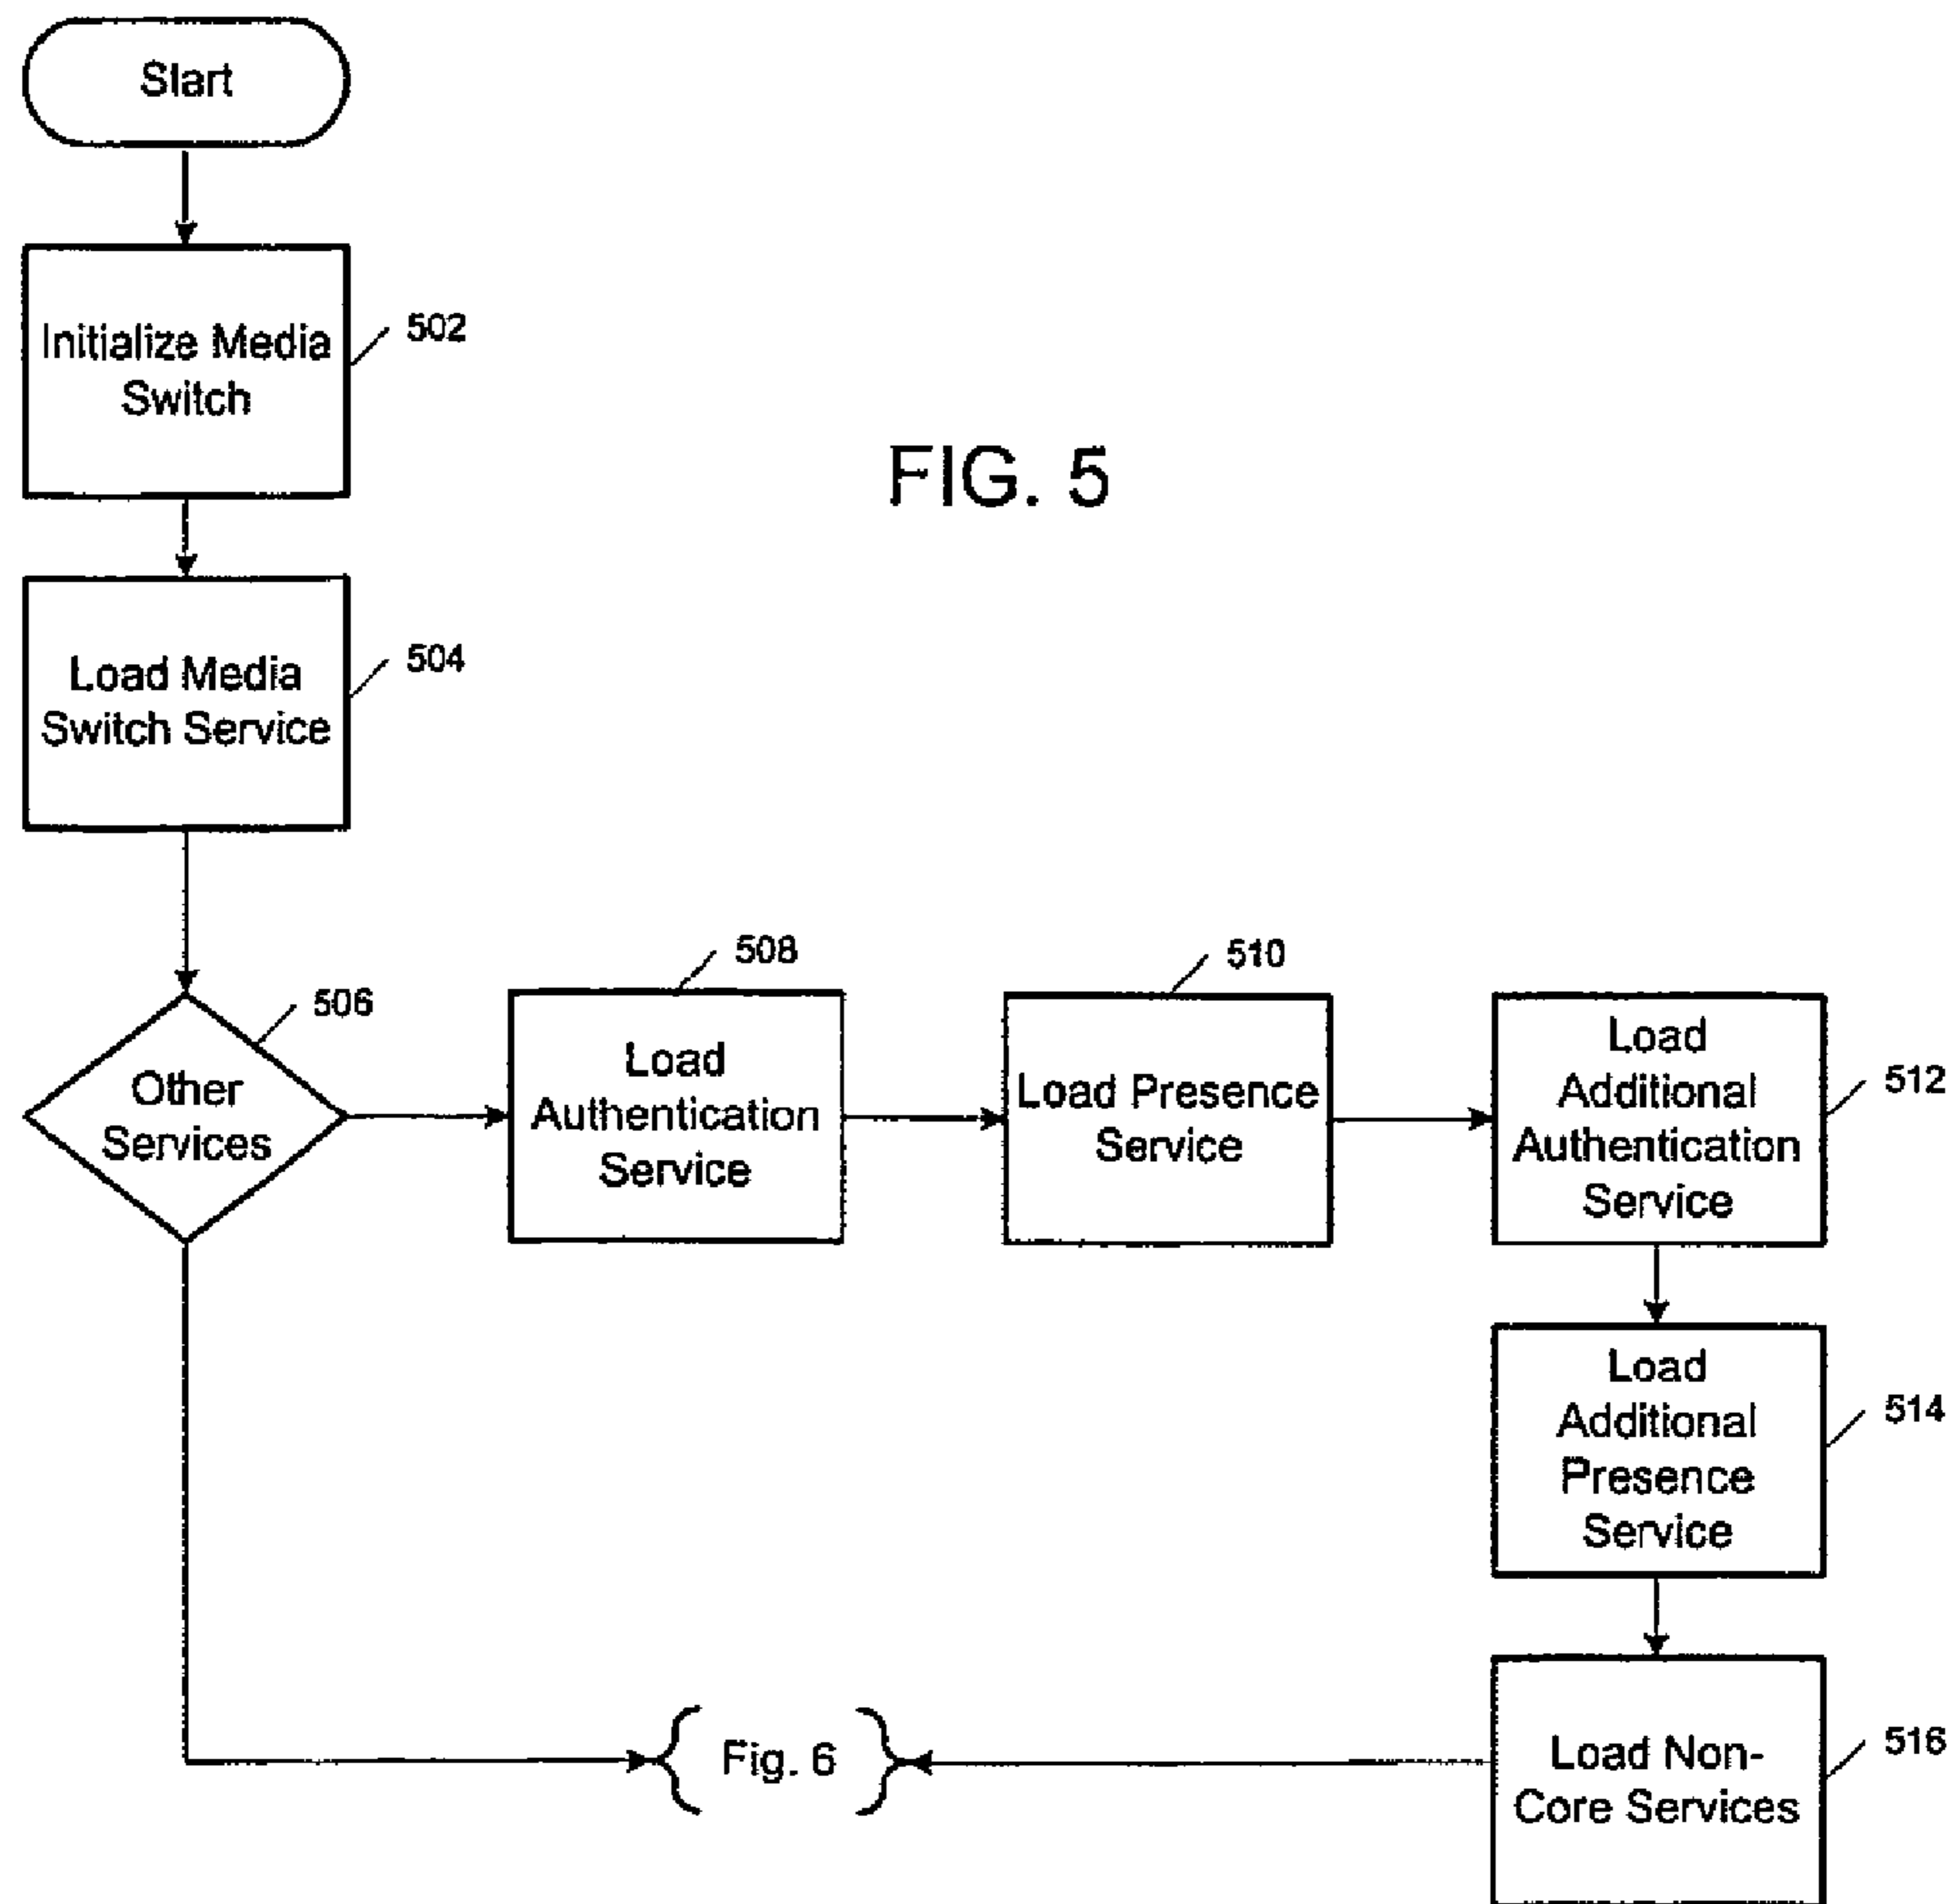 Start
Initialize Media
Switch
502
FIG. 5
Load Media
Switch Service
504
Other
Services
506
Load
Authentication
Service
508
Load Presence
Service
510
Load
Additional
Authentication
Service
512
Load
Additional
Presence
Service
514
Load Non-
Core Services
516
Fig. 6